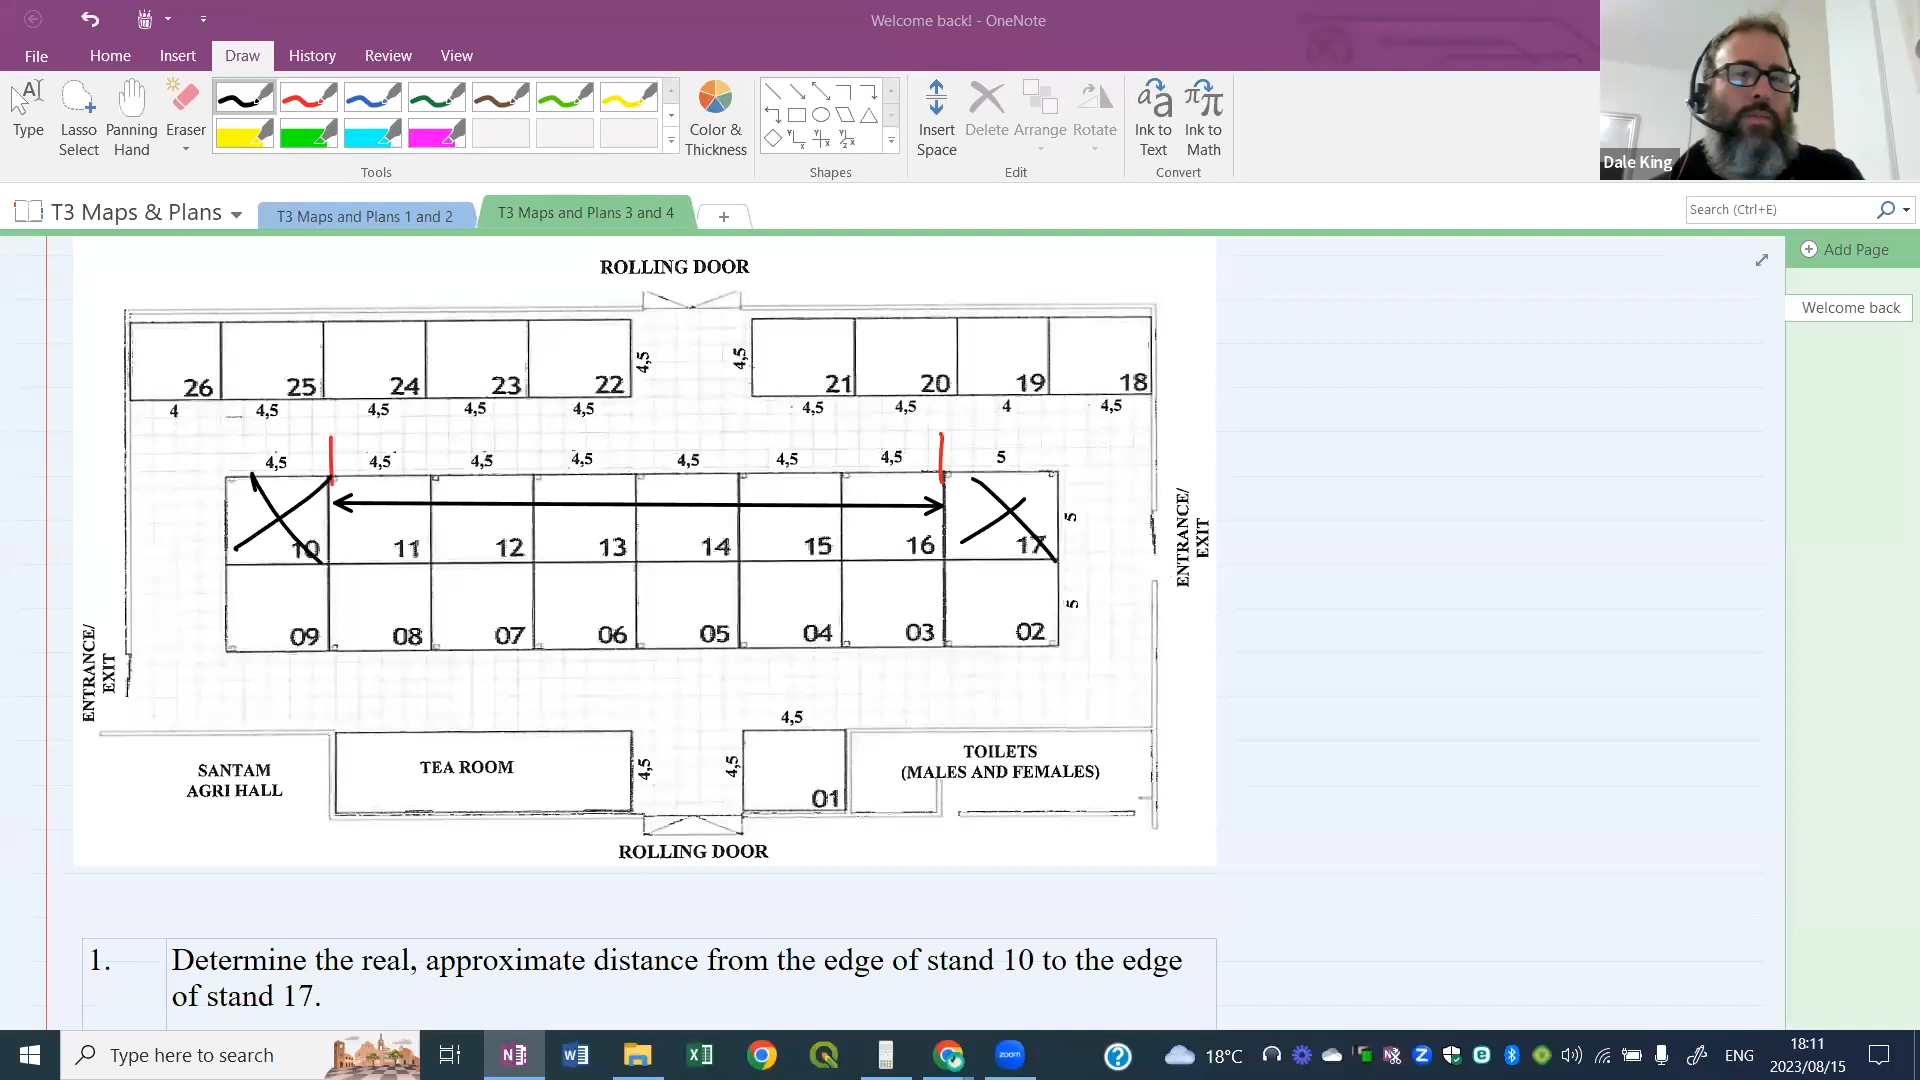 Welcome back! - OneNote
File
Home
Insert
Draw
History
Review
View
Type
Lasso
Select
Panning
Hand
Eraser
Color &
Thickness
Insert
Space
Delete
Arrange
Rotate
Ink to
Text
Ink to
Math
Tools
Shapes
Edit
Convert
Dale King
T3 Maps & Plans
T3 Maps and Plans 1 and 2
T3 Maps and Plans 3 and 4
Search (Ctrl+E)
Add Page
Welcome back
ROLLING DOOR
26 25 24 23 22 4,5 4,5 21 20 19 18
4 4,5 4,5 4,5 4,5 4,5 4,5 4 4,5
4,5 4,5 4,5 4,5 4,5 4,5 4,5 5
10 11 12 13 14 15 16 17 5
09 08 07 06 05 04 03 02 5
ENTRANCE/
EXIT
ENTRANCE/
EXIT
4,5
SANTAM
AGRI HALL
TEA ROOM
4,5 4,5
01
TOILETS
(MALES AND FEMALES)
ROLLING DOOR
1. Determine the real, approximate distance from the edge of stand 10 to the edge
of stand 17.
Type here to search
zoom
18°C
ENG
18:11
2023/08/15